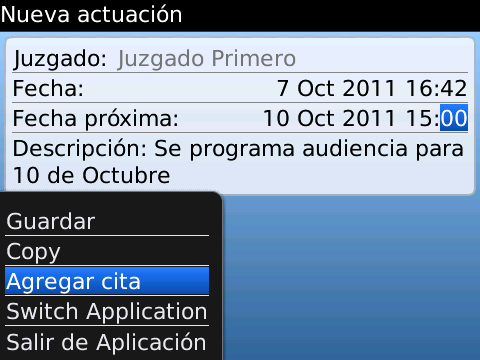 Nueva actuación
Juzgado: Juzgado Primero
Fecha: 7 Oct 2011 16:42
Fecha próxima: 10 Oct 2011 15:00
Descripción: Se programa audiencia para
10 de Octubre
Guardar
Copy
Agregar cita
Switch Application
Salir de Aplicación